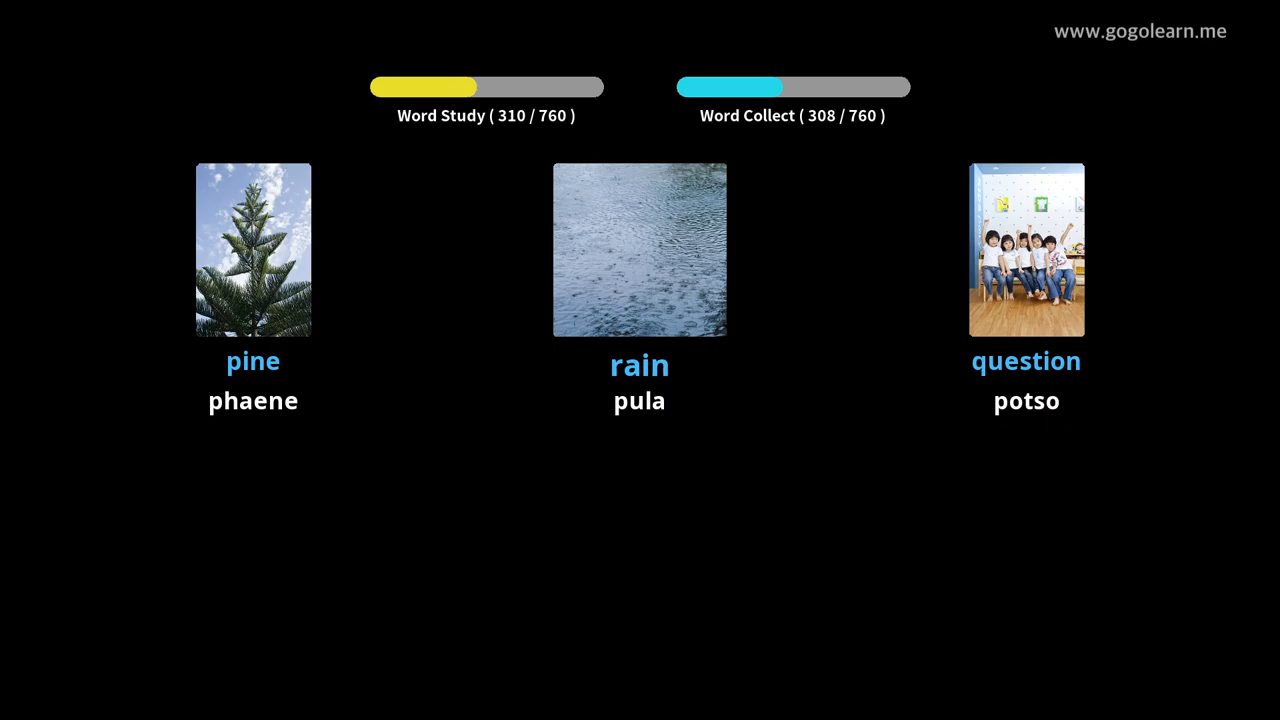 www.gogolearn.me
Word Study ( 310 / 760 )
Word Collect ( 308 / 760 )
pine
phaene
rain
pula
question
potso